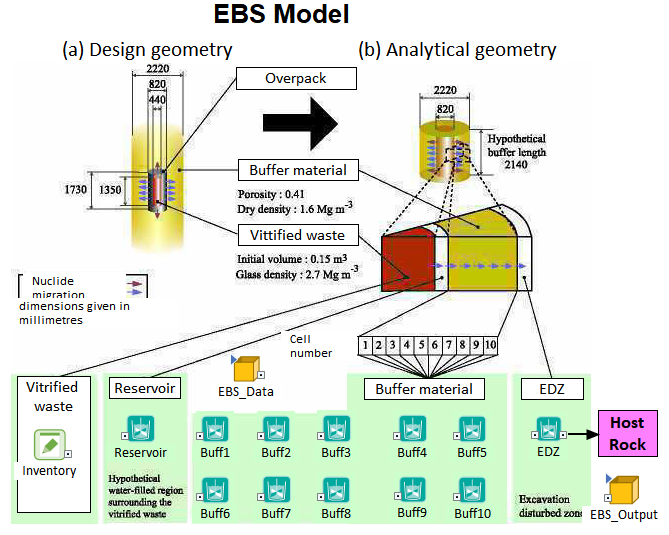 EBS Model
(a) Design geometry
(b) Analytical geometry
2220
820
440
Overpack
2220
820
Hypothetical
buffer length
2140
1730
1350
Buffer material
Porosity : 0.41
Dry density : 1.6 Mg m-3
Vittified waste
Initial volume : 0.15 m3
Glass density : 2.7 Mg m-3
Nuclide
migration
dimensions given in
millimetres
Cell
number
1 2 3 4 5 6 7 8 9 10
Vitrified
waste
Reservoir
EBS_Data
Buffer material
EDZ
Inventory
Reservoir
Buff1
Buff2
Buff3
Buff4
Buff5
EDZ
Host
Rock
Hypothetical
water-filled region
surrounding the
vitrified waste
Buff6
Buff7
Buff8
Buff9
Buff10
Excavation
disturbed zone
EBS_Output